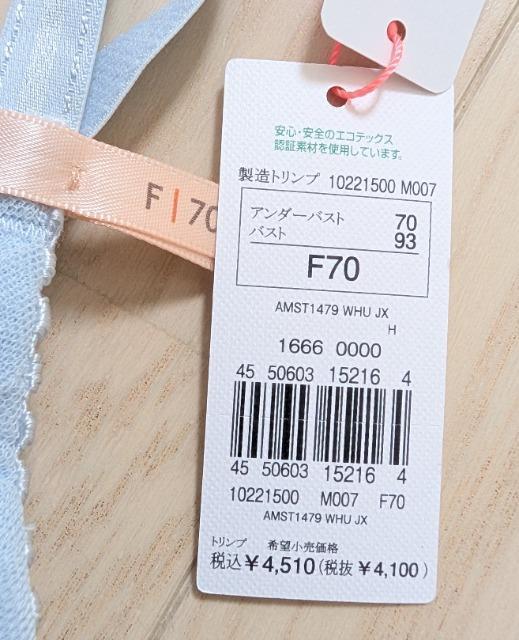 安心・安全のエコテックス
認証素材を使用しています。
製造トリンプ 10221500 M007
アンダーバスト 70
バスト 93
F70
F|70
AMST1479 WHU JX
H
1666 0000
45 50603 15216 4
45 50603 15216 4
10221500 M007 F70
AMST1479 WHU JX
トリンプ 希望小売価格
税込¥4,510(税抜¥4,100)